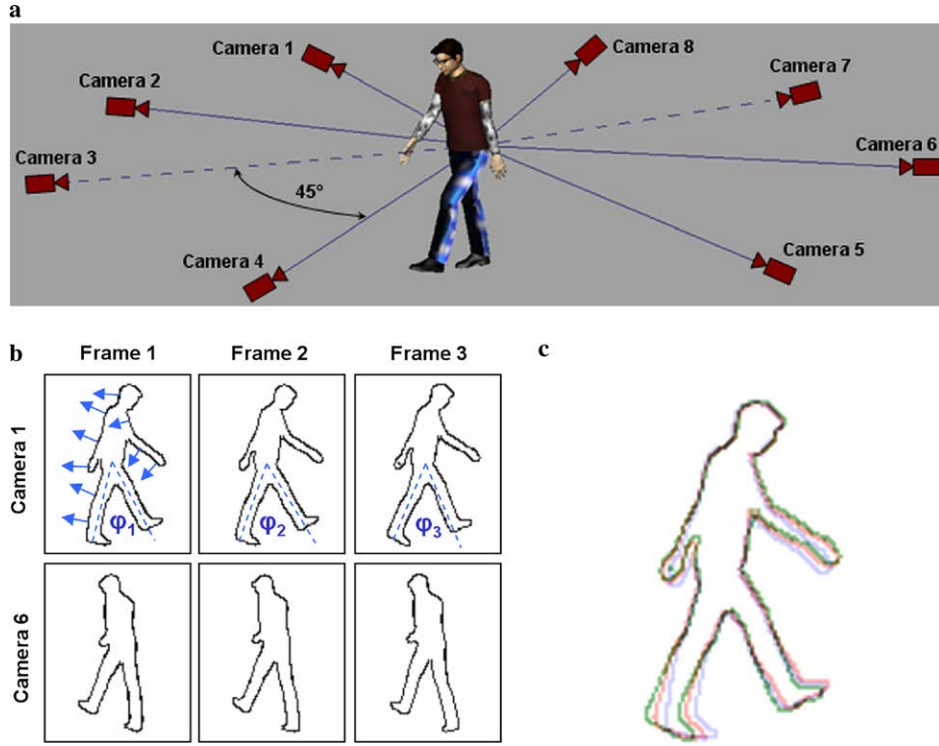 a
Camera 1
Camera 8
Camera 2
Camera 7
Camera 3
Camera 6
45°
Camera 4
Camera 5
b
Frame 1
Frame 2
Frame 3
c
Camera 1
φ1
φ2
φ3
Camera 6